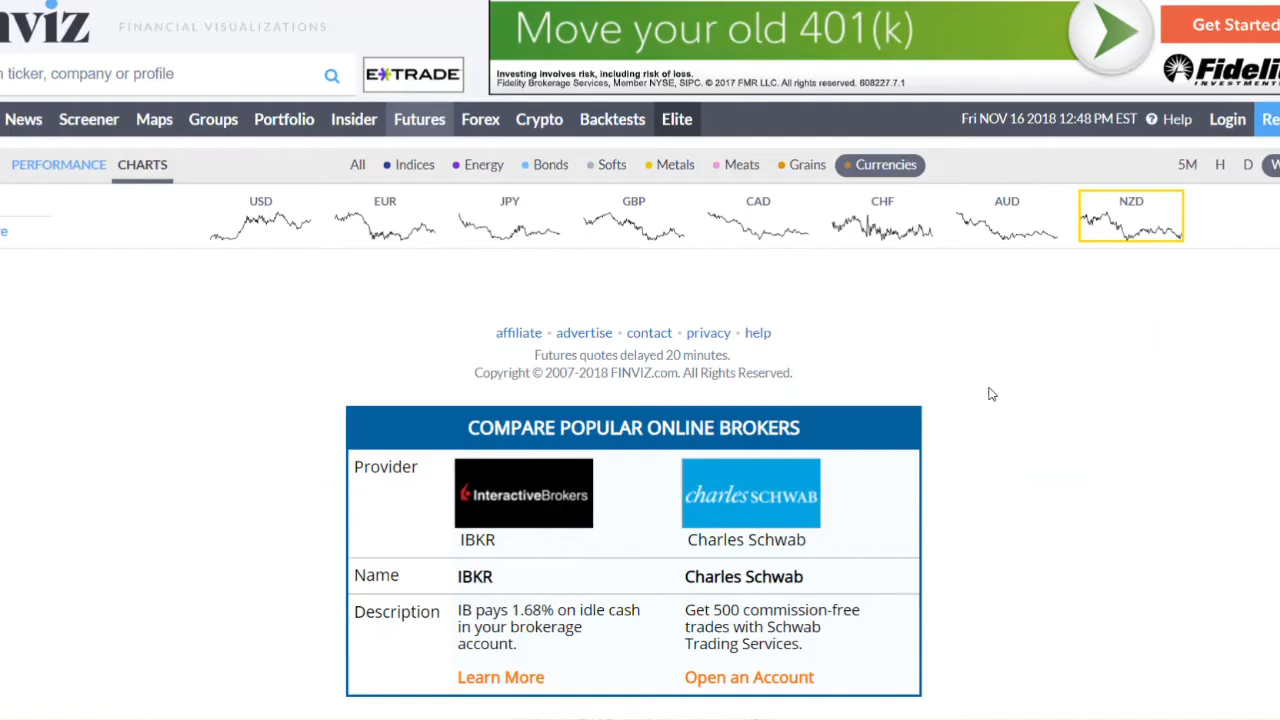 nviz FINANCIAL VISUALIZATIONS
Move your old 401(k)
Get Started
Investing involves risk, including risk of loss.
Fidelity Brokerage Services, Member NYSE, SIPC. © 2017 FMR LLC. All rights reserved. 608227.7.1
Fideli
INVESTMENT
ticker, company or profile
E*TRADE
News Screener Maps Groups Portfolio Insider Futures Forex Crypto Backtests Elite Fri NOV 16 2018 12:48 PM EST Help Login Re
PERFORMANCE CHARTS All Indices Energy Bonds Softs Metals Meats Grains Currencies 5M H D W
USD EUR JPY GBP CAD CHF AUD NZD
e
affiliate • advertise • contact • privacy • help
Futures quotes delayed 20 minutes.
Copyright © 2007-2018 FINVIZ.com. All Rights Reserved.
COMPARE POPULAR ONLINE BROKERS
Provider InteractiveBrokers charles SCHWAB
IBKR Charles Schwab
Name IBKR Charles Schwab
Description IB pays 1.68% on idle cash Get 500 commission-free
in your brokerage trades with Schwab
account. Trading Services.
Learn More Open an Account